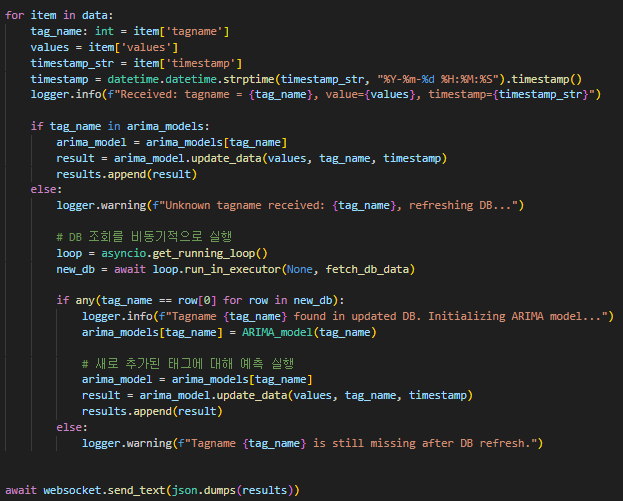 for item in data:
    tag_name: int = item['tagname']
    values = item['values']
    timestamp_str = item['timestamp']
    timestamp = datetime.datetime.strptime(timestamp_str, "%Y-%m-%d %H:%M:%S").timestamp()
    logger.info(f"Received: tagname = {tag_name}, value={values}, timestamp={timestamp_str}")

    if tag_name in arima_models:
        arima_model = arima_models[tag_name]
        result = arima_model.update_data(values, tag_name, timestamp)
        results.append(result)
    else:
        logger.warning(f"Unknown tagname received: {tag_name}, refreshing DB...")

        # DB 조회를 비동기적으로 실행
        loop = asyncio.get_running_loop()
        new_db = await loop.run_in_executor(None, fetch_db_data)

        if any(tag_name == row[0] for row in new_db):
            logger.info(f"Tagname {tag_name} found in updated DB. Initializing ARIMA model...")
            arima_models[tag_name] = ARIMA_model(tag_name)

            # 새로 추가된 태그에 대해 예측 실행
            arima_model = arima_models[tag_name]
            result = arima_model.update_data(values, tag_name, timestamp)
            results.append(result)
        else:
            logger.warning(f"Tagname {tag_name} is still missing after DB refresh.")


await websocket.send_text(json.dumps(results))